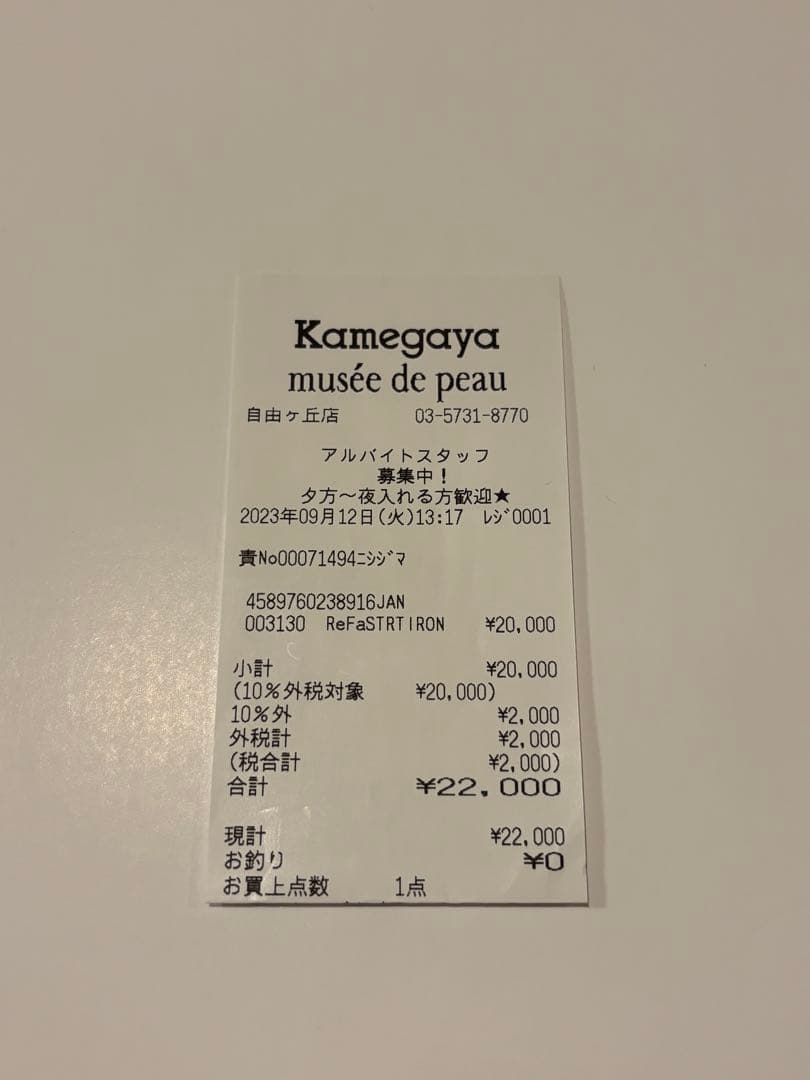 Kamegaya
musée de peau
自由ヶ丘店 03-5731-8770
アルバイトスタッフ
募集中！
夕方～夜入れる方歓迎★
2023年09月12日(火)13:17 ﾚｼﾞ0001
責No00071494ﾆｼｼﾞﾏ
4589760238916JAN
003130 ReFaSTRTIRON ¥20,000
小計 ¥20,000
(10%外税対象 ¥20,000)
10%外 ¥2,000
外税計 ¥2,000
(税合計 ¥2,000)
合計 ¥22,000
現計 ¥22,000
お釣り ¥0
お買上点数 1点